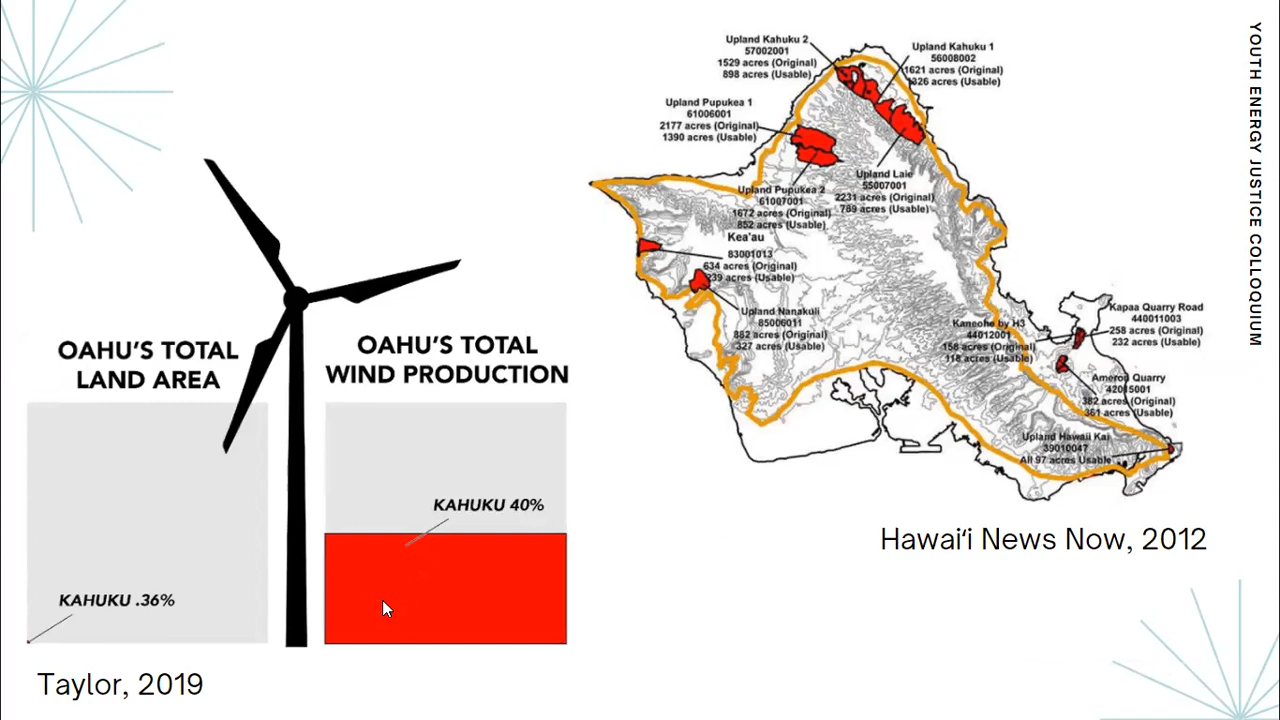 YOUTH ENERGY JUSTICE COLLOQUIUM
OAHU'S TOTAL
LAND AREA
KAHUKU .36%
OAHU'S TOTAL
WIND PRODUCTION
KAHUKU 40%
Taylor, 2019
Upland Kahuku 2
57002001
1529 acres (Original)
898 acres (Usable)
Upland Kahuku 1
56008002
1621 acres (Original)
1326 acres (Usable)
Upland Pupukea 1
61006001
2177 acres (Original)
1390 acres (Usable)
Upland Pupukea 2
61007001
1672 acres (Original)
852 acres (Usable)
Upland Laie
55007001
2231 acres (Original)
789 acres (Usable)
Kea'au
83001013
634 acres (Original)
239 acres (Usable)
Upland Nanakuli
85006011
882 acres (Original)
327 acres (Usable)
Kaneohe by H3
44012001
158 acres (Original)
118 acres (Usable)
Kapaa Quarry Road
440011003
258 acres (Original)
232 acres (Usable)
Ameron Quarry
42015001
382 acres (Original)
361 acres (Usable)
Upland Hawaii Kai
39010047
All 97 acres Usable
Hawaiʻi News Now, 2012